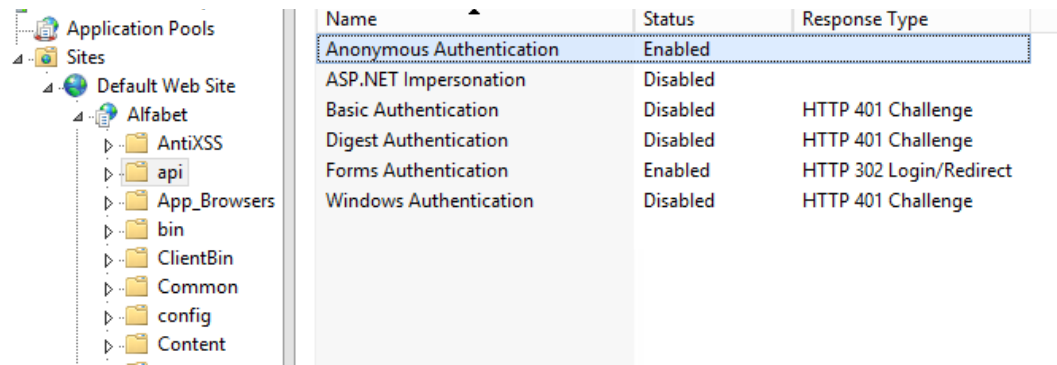 Application Pools
Sites
Default Web Site
Alfabet
AntiXSS
api
App_Browsers
bin
ClientBin
Common
config
Content
Name Status Response Type
Anonymous Authentication Enabled
ASP.NET Impersonation Disabled
Basic Authentication Disabled HTTP 401 Challenge
Digest Authentication Disabled HTTP 401 Challenge
Forms Authentication Enabled HTTP 302 Login/Redirect
Windows Authentication Disabled HTTP 401 Challenge